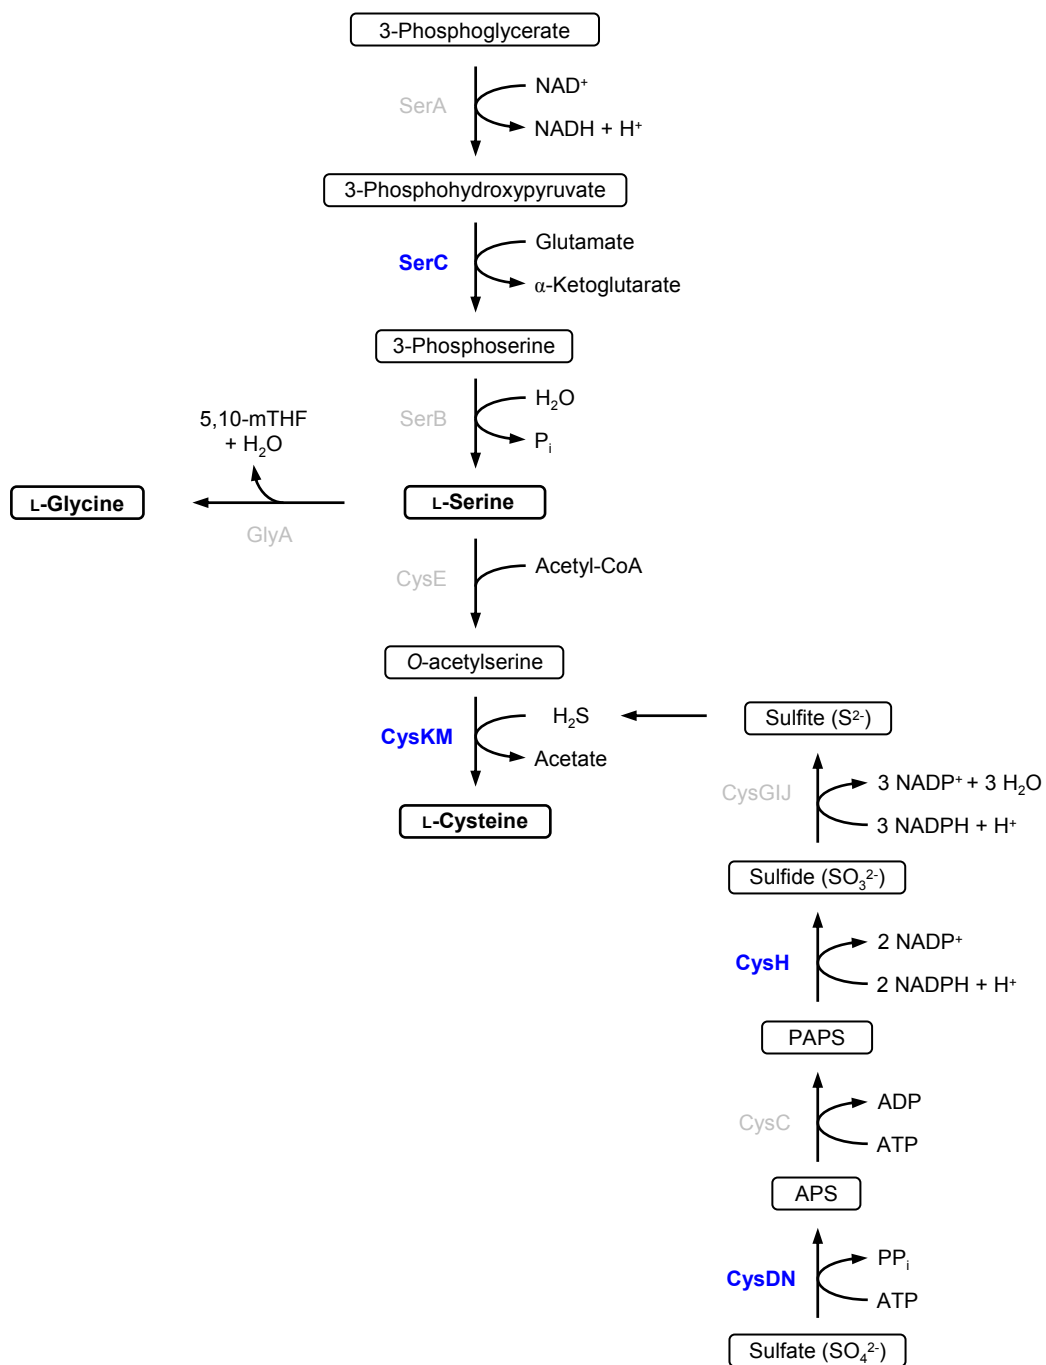 3-Phosphoglycerate
SerA
NAD⁺
NADH + H⁺
3-Phosphohydroxypyruvate
SerC
Glutamate
α-Ketoglutarate
3-Phosphoserine
SerB
H₂O
Pᵢ
5,10-mTHF
+ H₂O
L-Glycine
GlyA
L-Serine
CysE
Acetyl-CoA
O-acetylserine
CysKM
H₂S
Acetate
L-Cysteine
Sulfite (S²⁻)
CysGIJ
3 NADP⁺ + 3 H₂O
3 NADPH + H⁺
Sulfide (SO₃²⁻)
CysH
2 NADP⁺
2 NADPH + H⁺
PAPS
CysC
ADP
ATP
APS
CysDN
PPᵢ
ATP
Sulfate (SO₄²⁻)